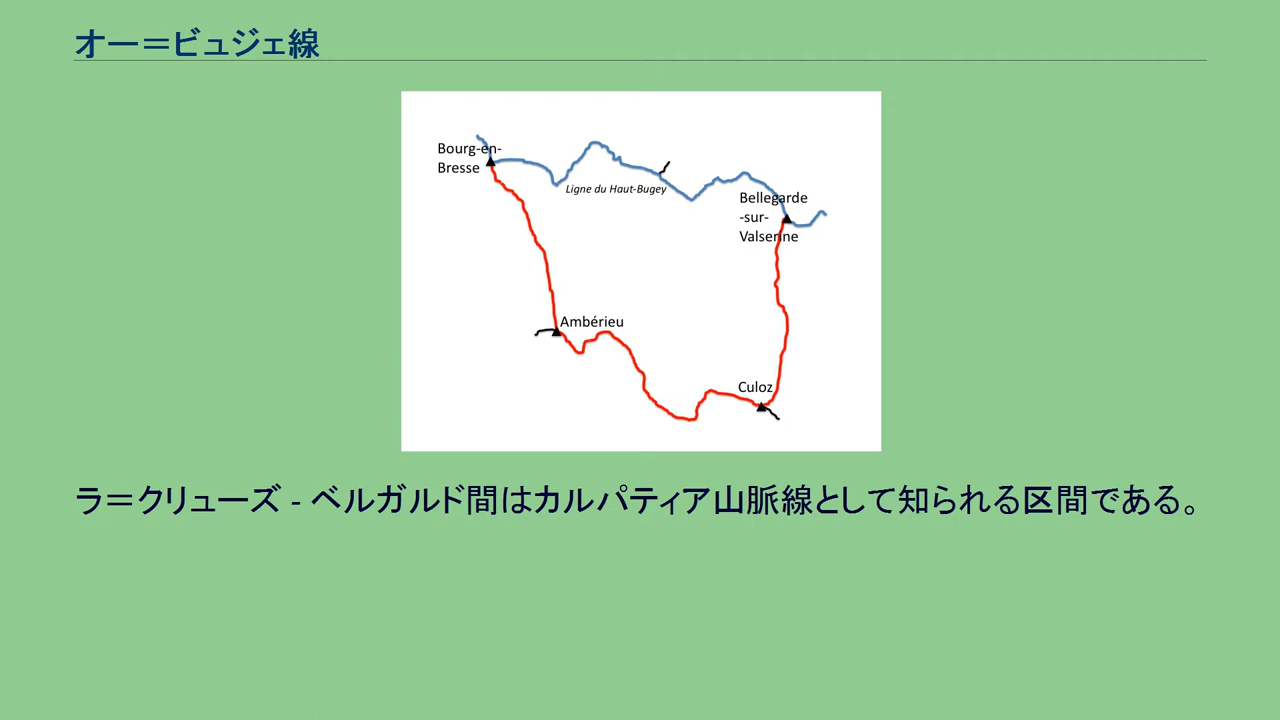 オー＝ビュジェ線
Bourg-en-
Bresse
Ligne du Haut-Bugey
Bellegarde
-sur-
Valserine
Ambérieu
Culoz
ラ＝クリューズ - ベルガルド間はカルパティア山脈線として知られる区間である。